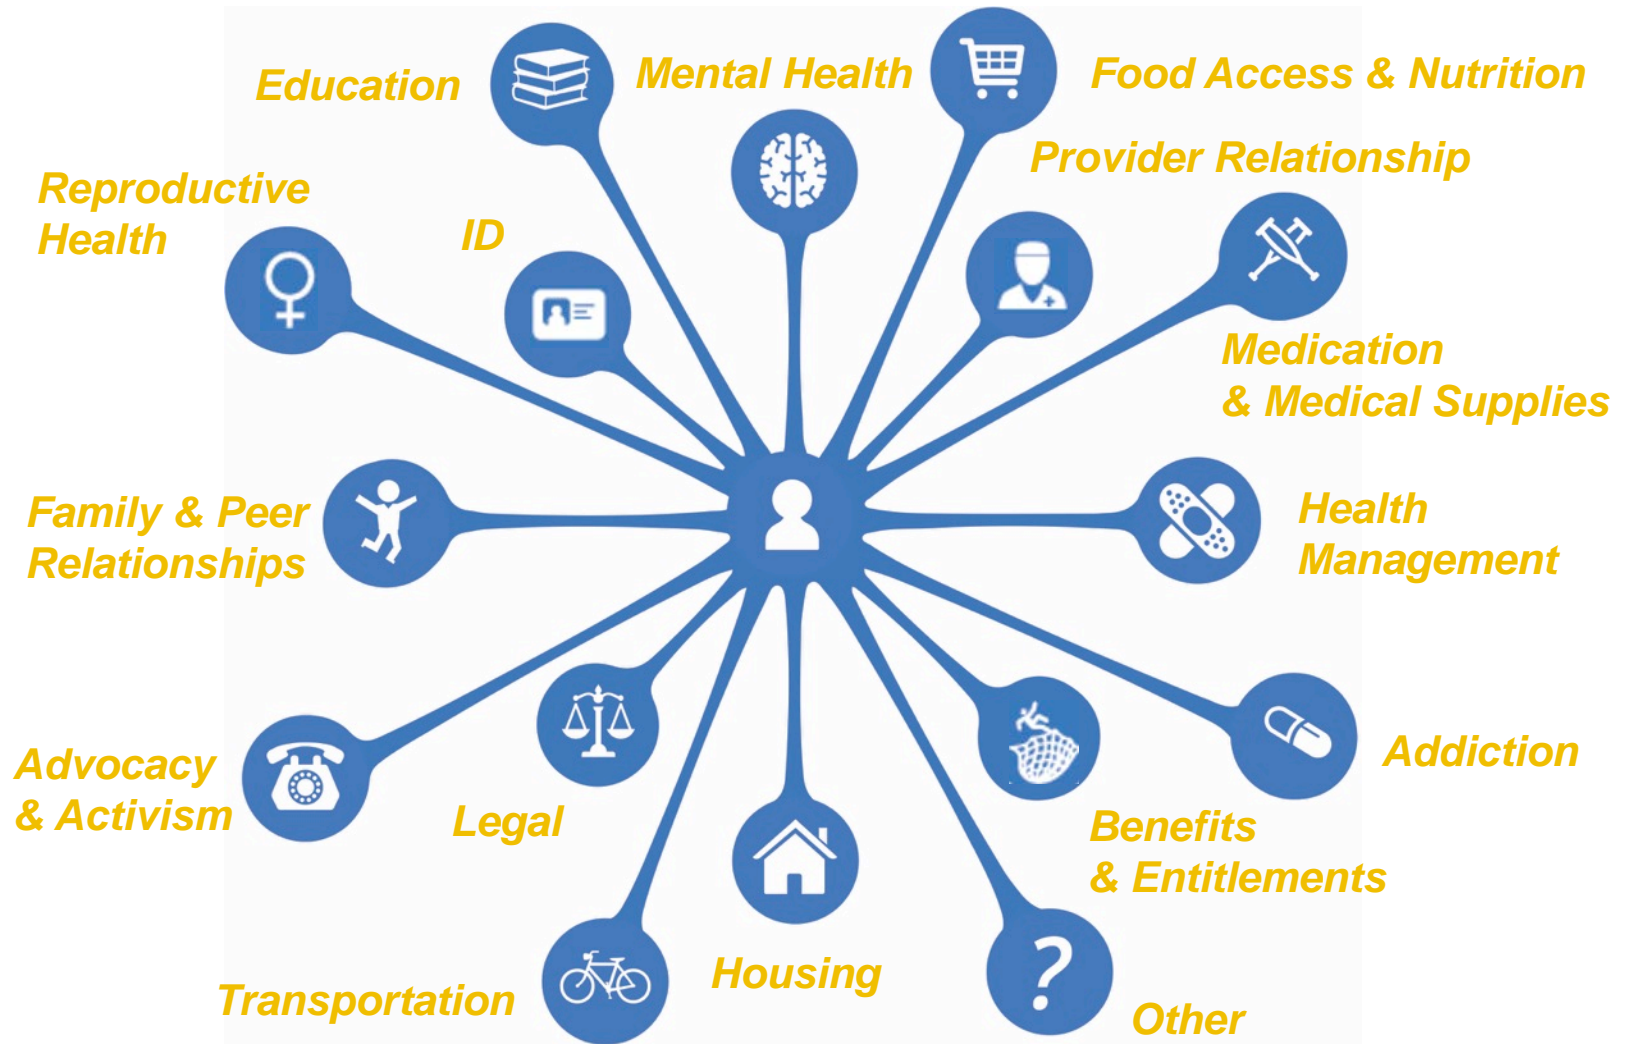 Education
Mental Health
Food Access & Nutrition
Provider Relationship
Reproductive
Health
ID
Medication
& Medical Supplies
Family & Peer
Relationships
Health
Management
Advocacy
& Activism
Legal
Addiction
Benefits
& Entitlements
Transportation
Housing
?
Other